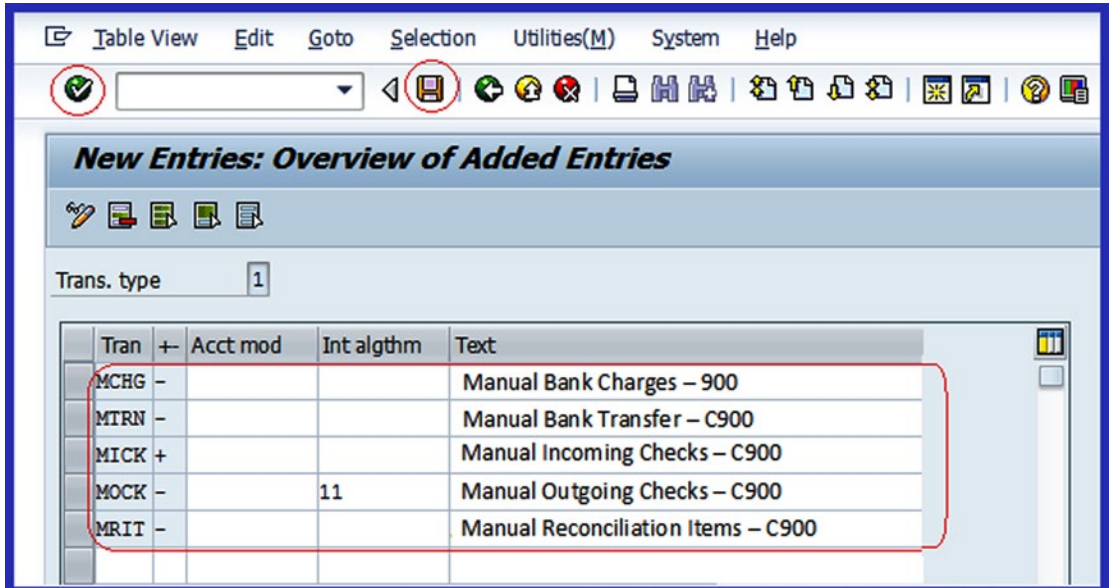 Table View Edit Goto Selection Utilities(M) System Help
New Entries: Overview of Added Entries
Trans. type 1
Tran +- Acct mod Int algthm Text
MCHG – Manual Bank Charges – 900
MTRN – Manual Bank Transfer – C900
MICK + Manual Incoming Checks – C900
MOCK – 11 Manual Outgoing Checks – C900
MRIT – Manual Reconciliation Items – C900